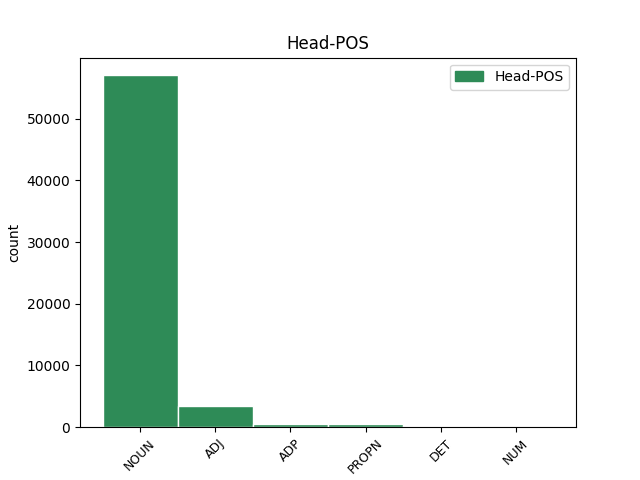 Head-POS
Head-POS
count
50000
40000
30000
20000
10000
0
NOUN ADJ ADP PROPN DET NUM